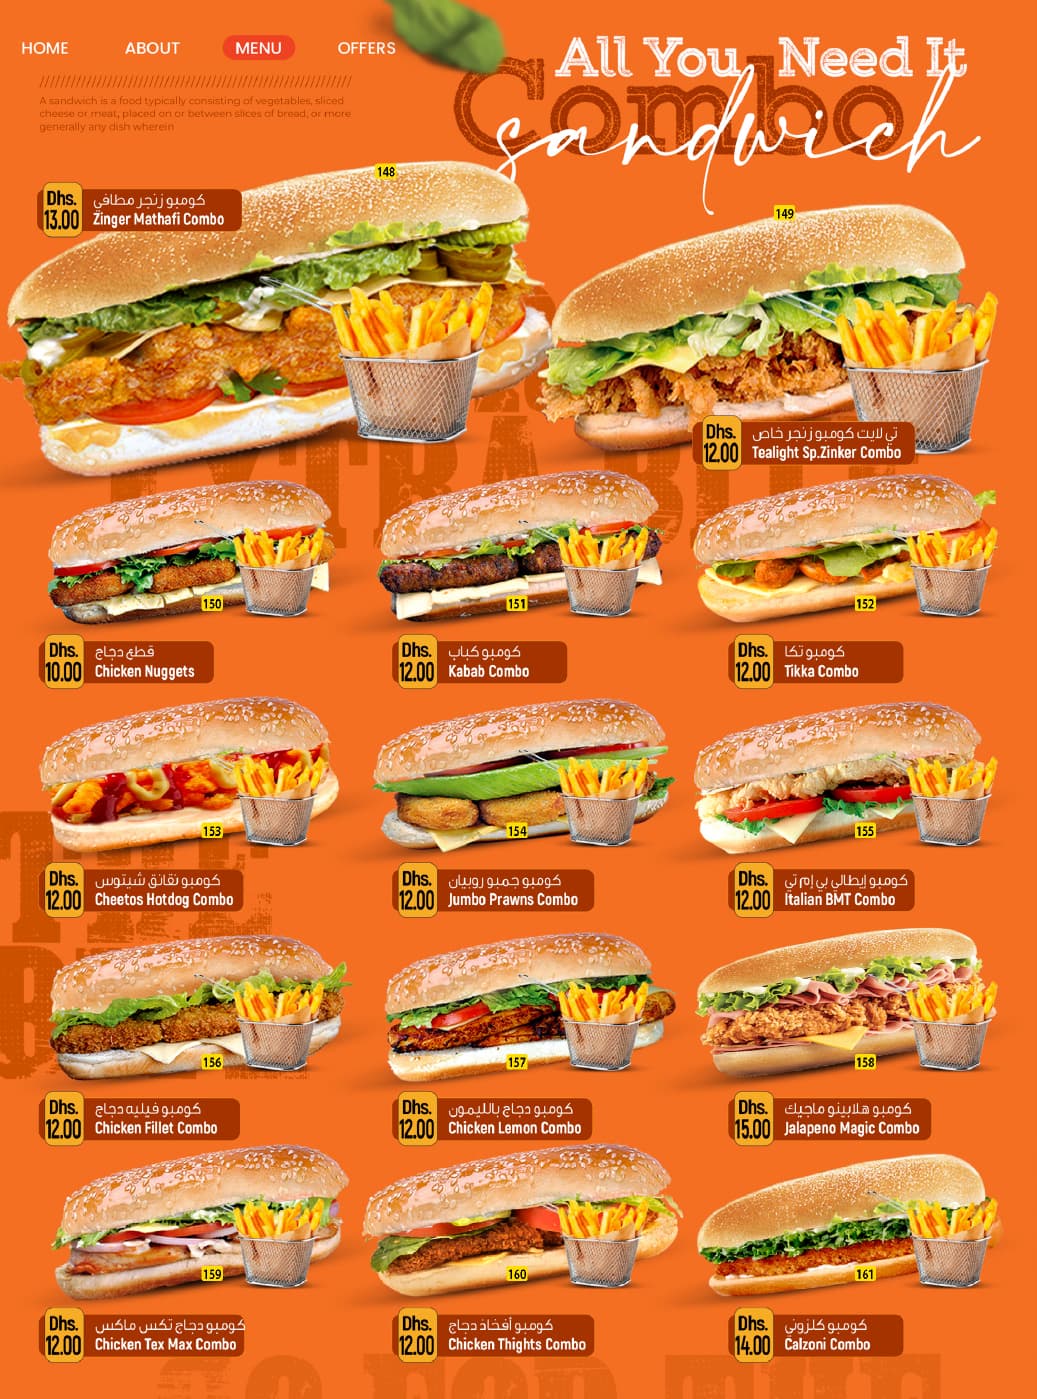 HOME ABOUT MENU OFFERS
A sandwich is a food typically consisting of vegetables, sliced
cheese or meat, placed on or between slices of bread, or more
generally any dish wherein
All You Need It
Combo
sandwich
148
Dhs.
13.00
كومبو زنجر مطافي
Zinger Mathafi Combo
149
EXTRA BITE
Dhs.
12.00
تي لايت كومبو زنجر خاص
Tealight Sp.Zinker Combo
150
151
152
Dhs.
10.00
قطع دجاج
Chicken Nuggets
Dhs.
12.00
كومبو كباب
Kabab Combo
Dhs.
12.00
كومبو تكا
Tikka Combo
153
154
155
THE
Dhs.
12.00
كومبو نقانق شيتوس
Cheetos Hotdog Combo
Dhs.
12.00
كومبو جمبو روبيان
Jumbo Prawns Combo
Dhs.
12.00
كومبو إيطالي بي إم تي
Italian BMT Combo
156
157
158
Dhs.
12.00
كومبو فيليه دجاج
Chicken Fillet Combo
Dhs.
12.00
كومبو دجاج بالليمون
Chicken Lemon Combo
Dhs.
15.00
كومبو هلابينو ماجيك
Jalapeno Magic Combo
159
160
161
Dhs.
12.00
كومبو دجاج تكس ماكس
Chicken Tex Max Combo
Dhs.
12.00
كومبو أفخاذ دجاج
Chicken Thights Combo
Dhs.
14.00
كومبو كلزوني
Calzoni Combo
GO FOR THE